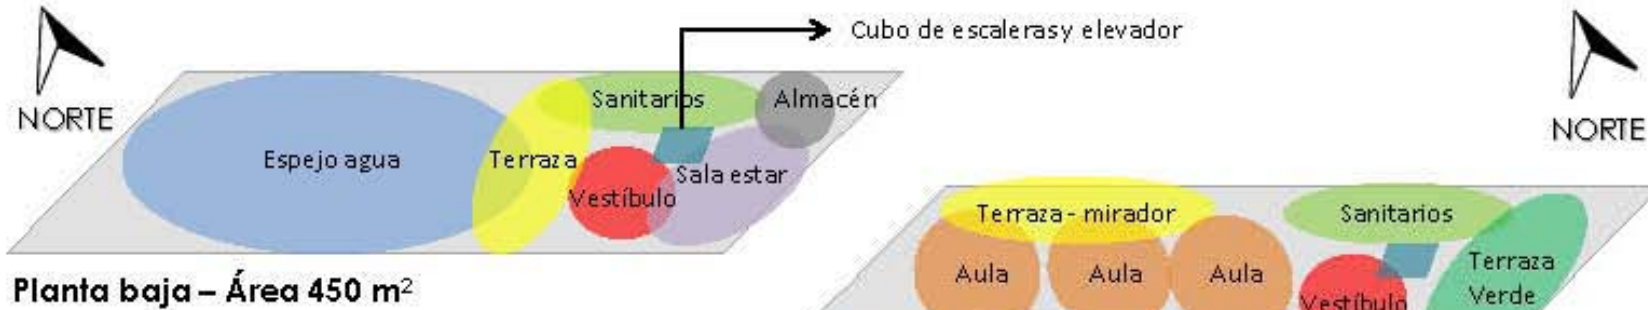 Cubo de escaleras y elevador
NORTE
Sanitarios
Almacén
Espejo agua
Terraza
Sala estar
Vestíbulo
Planta baja – Área 450 m²
NORTE
Terraza - mirador
Sanitarios
Aula
Aula
Aula
Terraza
Verde
Vestíbulo